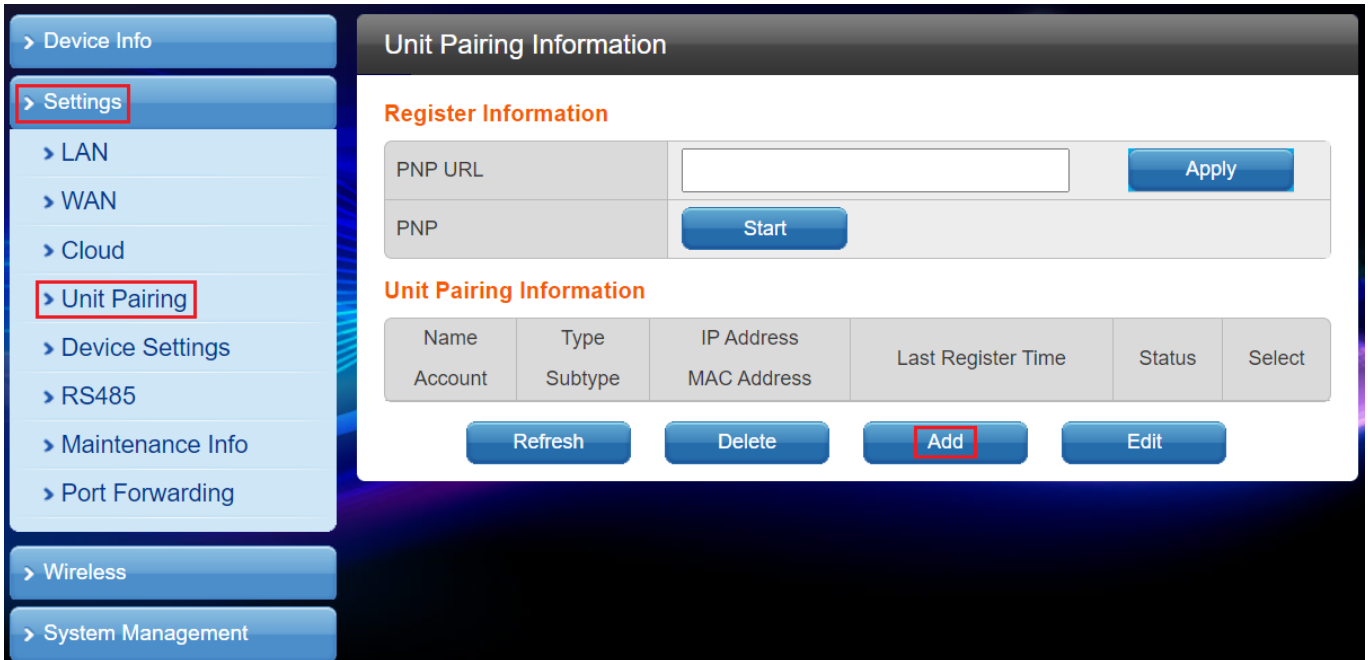 Device Info
Settings
LAN
WAN
Cloud
Unit Pairing
Device Settings
RS485
Maintenance Info
Port Forwarding
Wireless
System Management
Unit Pairing Information
Register Information
PNP URL
Apply
PNP
Start
Unit Pairing Information
Name Type IP Address Last Register Time Status Select
Account Subtype MAC Address
Refresh Delete Add Edit